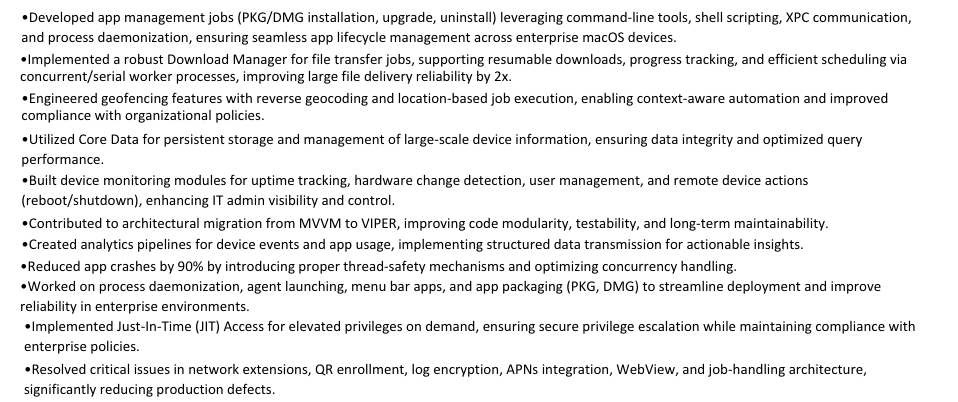 •Developed app management jobs (PKG/DMG installation, upgrade, uninstall) leveraging command-line tools, shell scripting, XPC communication,
and process daemonization, ensuring seamless app lifecycle management across enterprise macOS devices.
•Implemented a robust Download Manager for file transfer jobs, supporting resumable downloads, progress tracking, and efficient scheduling via
concurrent/serial worker processes, improving large file delivery reliability by 2x.
•Engineered geofencing features with reverse geocoding and location-based job execution, enabling context-aware automation and improved
compliance with organizational policies.
•Utilized Core Data for persistent storage and management of large-scale device information, ensuring data integrity and optimized query
performance.
•Built device monitoring modules for uptime tracking, hardware change detection, user management, and remote device actions
(reboot/shutdown), enhancing IT admin visibility and control.
•Contributed to architectural migration from MVVM to VIPER, improving code modularity, testability, and long-term maintainability.
•Created analytics pipelines for device events and app usage, implementing structured data transmission for actionable insights.
•Reduced app crashes by 90% by introducing proper thread-safety mechanisms and optimizing concurrency handling.
•Worked on process daemonization, agent launching, menu bar apps, and app packaging (PKG, DMG) to streamline deployment and improve
reliability in enterprise environments.
•Implemented Just-In-Time (JIT) Access for elevated privileges on demand, ensuring secure privilege escalation while maintaining compliance with
enterprise policies.
•Resolved critical issues in network extensions, QR enrollment, log encryption, APNs integration, WebView, and job-handling architecture,
significantly reducing production defects.